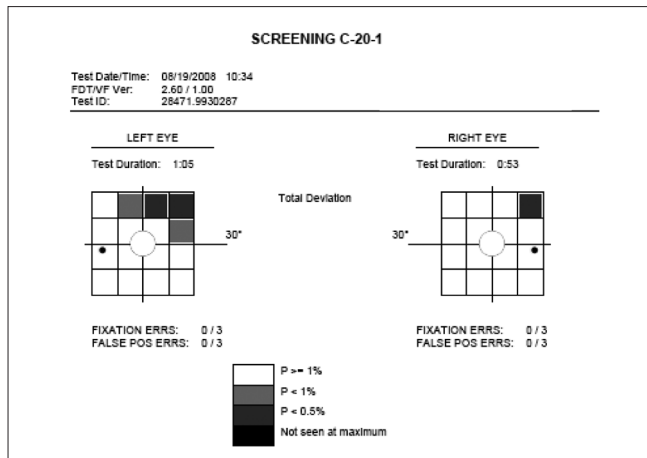 SCREENING C-20-1
Test Date/Time: 08/19/2008 10:34
FDT/VF Ver: 2.60 / 1.00
Test ID: 28471.9930287
LEFT EYE
Test Duration: 1:05
RIGHT EYE
Test Duration: 0:53
Total Deviation
30°
30°
FIXATION ERRS: 0 / 3
FALSE POS ERRS: 0 / 3
FIXATION ERRS: 0 / 3
FALSE POS ERRS: 0 / 3
P >= 1%
P < 1%
P < 0.5%
Not seen at maximum